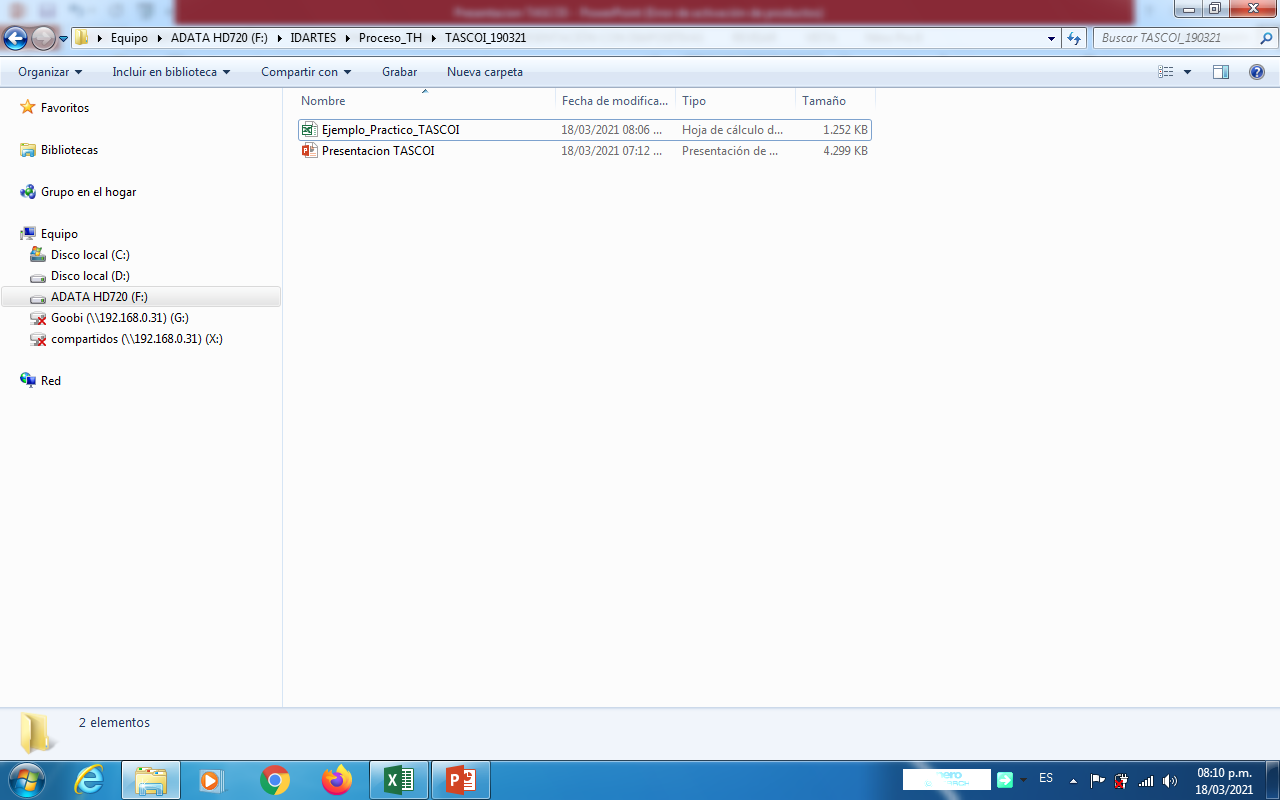 Presentacion TASCOI - PowerPoint (Error de activación de productos)
Equipo ADATA HD720 (F:) IDARTES Proceso_TH TASCOI_190321
Buscar TASCOI_190321
Organizar Incluir en biblioteca Compartir con Grabar Nueva carpeta
Favoritos
Bibliotecas
Grupo en el hogar
Equipo
Disco local (C:)
Disco local (D:)
ADATA HD720 (F:)
Goobi (\\192.168.0.31) (G:)
compartidos (\\192.168.0.31) (X:)
Red
Nombre Fecha de modifica... Tipo Tamaño
Ejemplo_Practico_TASCOI 18/03/2021 08:06 ... Hoja de cálculo d... 1.252 KB
Presentacion TASCOI 18/03/2021 07:12 ... Presentación de ... 4.299 KB
2 elementos
ES
08:10 p.m.
18/03/2021